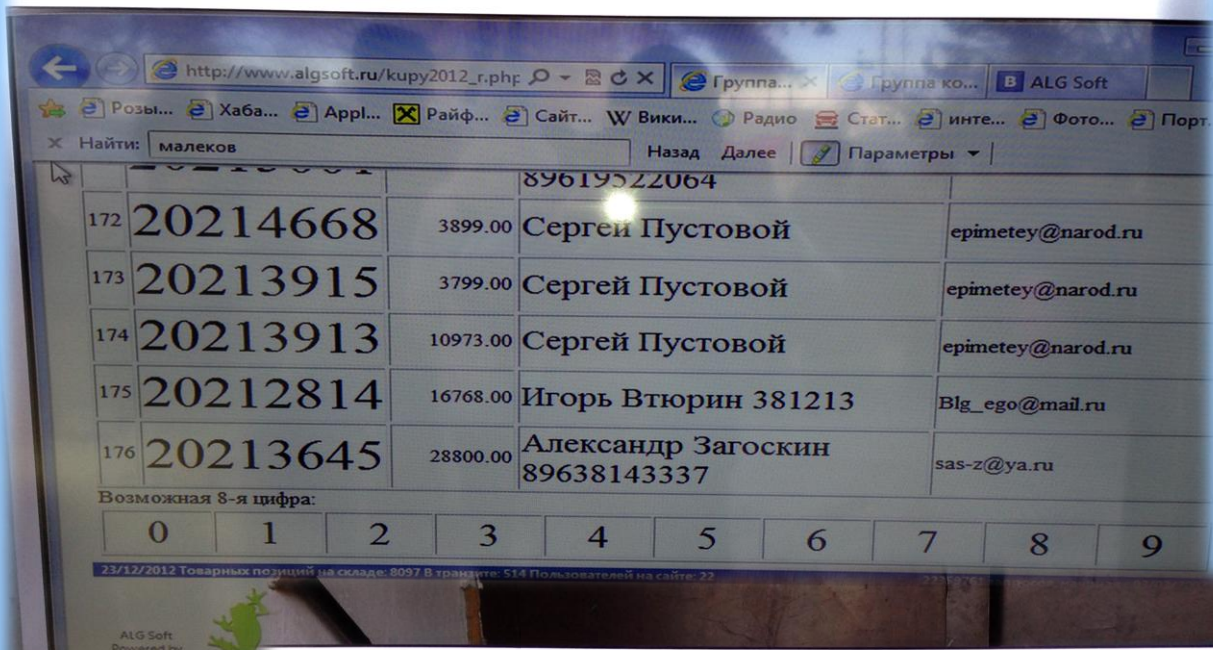 http://www.algsoft.ru/kupy2012_r.php
Группа...
Группа ко...
ALG Soft
Розы...
Хаба...
Appl...
Райф...
Сайт...
W Вики...
Радио
Стат...
инте...
Фото...
Порт.
× Найти: малеков Назад Далее Параметры
89619522064
172 20214668 3899.00 Сергей Пустовой epimetey@narod.ru
173 20213915 3799.00 Сергей Пустовой epimetey@narod.ru
174 20213913 10973.00 Сергей Пустовой epimetey@narod.ru
175 20212814 16768.00 Игорь Втюрин 381213 Blg_ego@mail.ru
176 20213645 28800.00 Александр Загоскин sas-z@ya.ru
89638143337
Возможная 8-я цифра:
0 1 2 3 4 5 6 7 8 9
23/12/2012 Товарных позиций на складе: 8097 В транзите: 514 Пользователей на сайте: 22
ALG Soft
Powered by